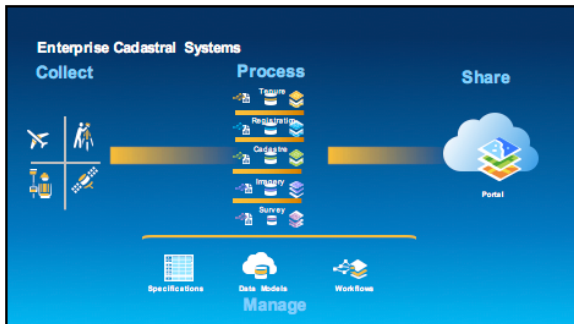 Enterprise Cadastral Systems
Collect
Process
Share
Tenure
Registration
Cadastre
Imagery
Survey
Portal
Specifications
Data Models
Workflows
Manage